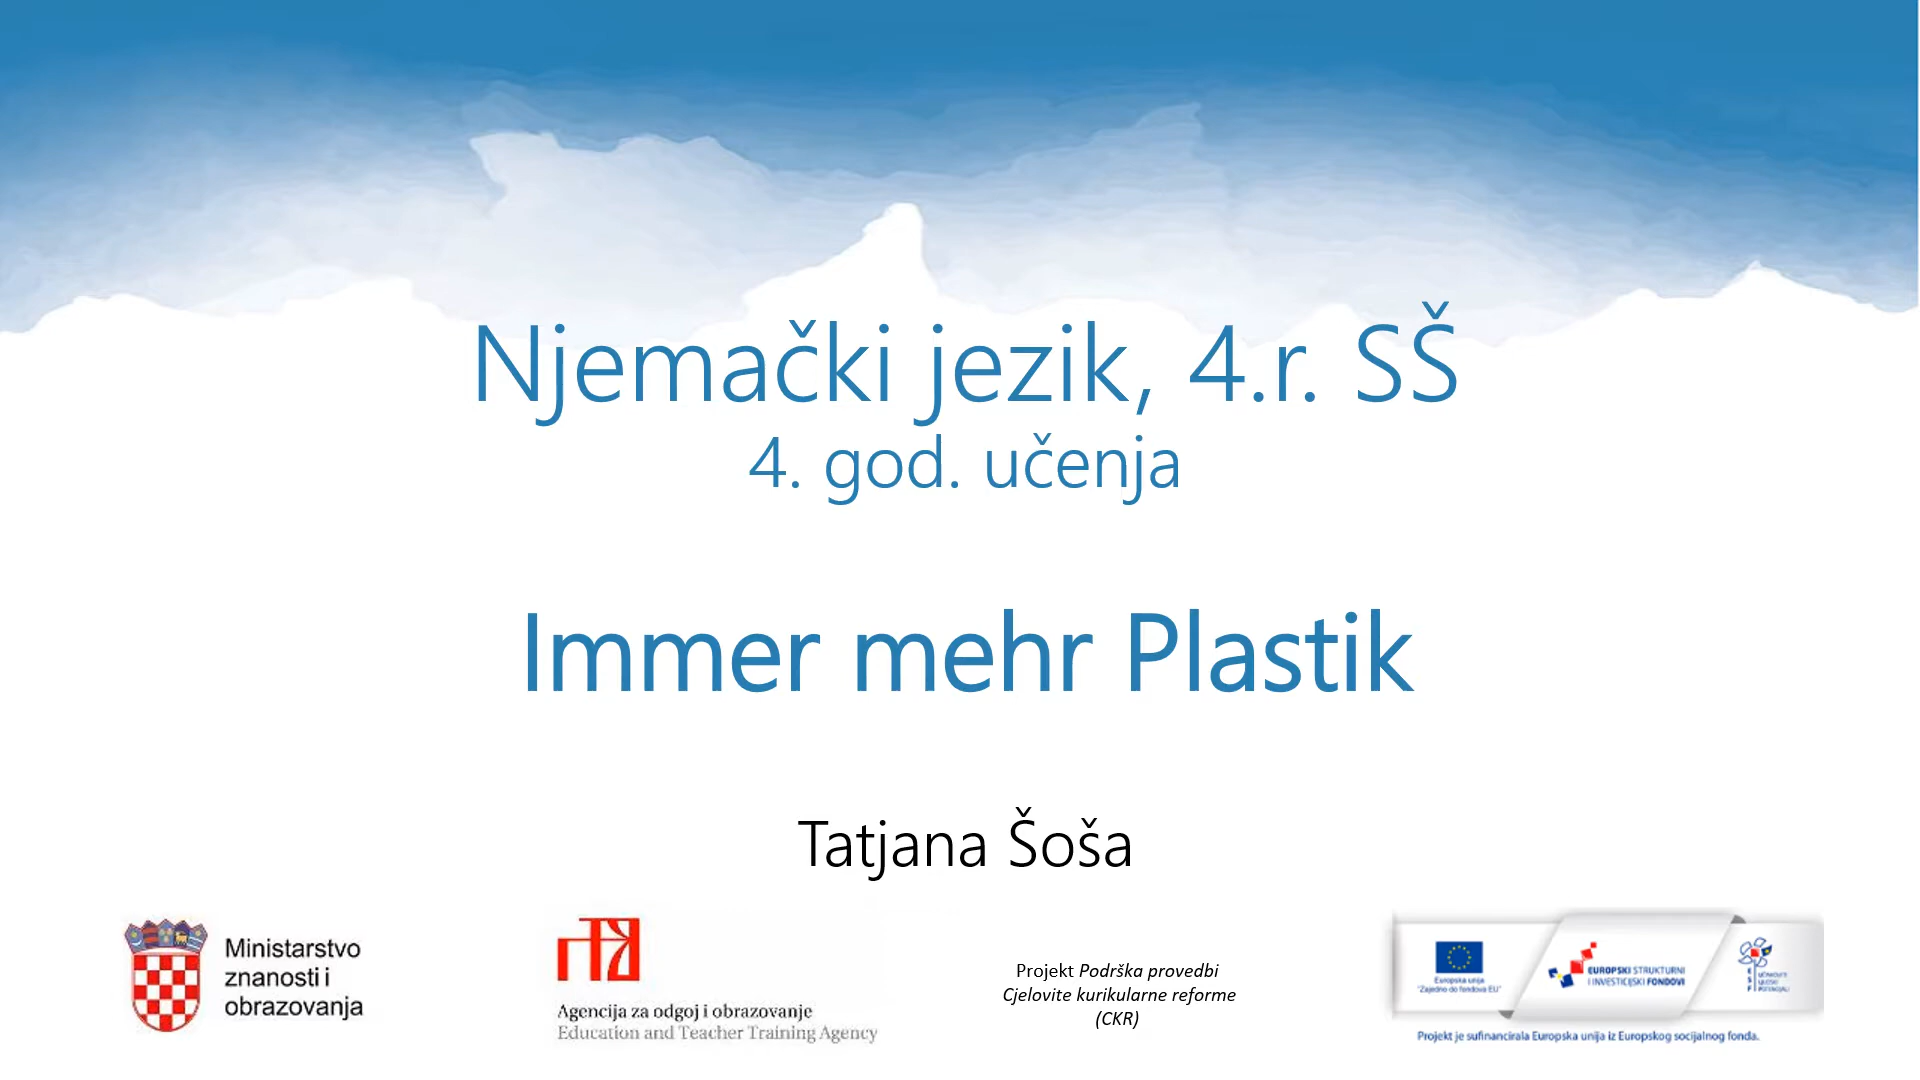 Njemački jezik, 4.r. SŠ
4. god. učenja
Immer mehr Plastik
Tatjana Šoša
Ministarstvo
znanosti i
obrazovanja
Agencija za odgoj i obrazovanje
Education and Teacher Training Agency
Projekt Podrška provedbi
Cjelovite kurikularne reforme
(CKR)
Europska unija
"Zajedno do fondova EU"
EUROPSKI STRUKTURNI
I INVESTICIJSKI FONDOVI
Projekt je sufinancirala Europska unija iz Europskog socijalnog fonda.